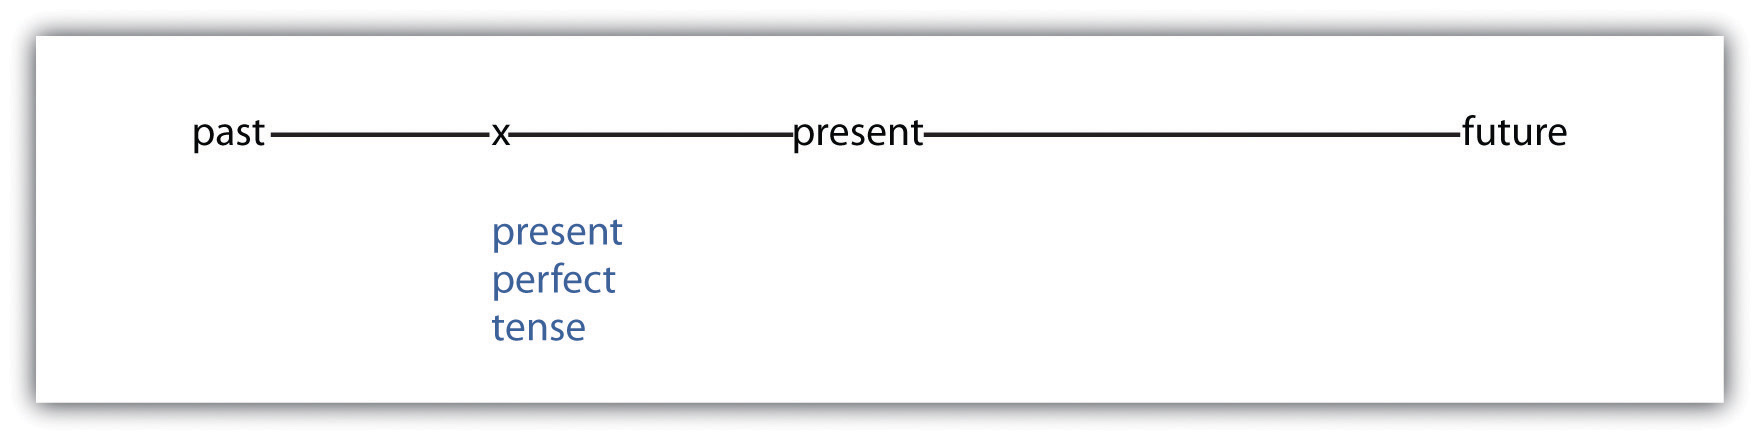 past x present future
present
perfect
tense